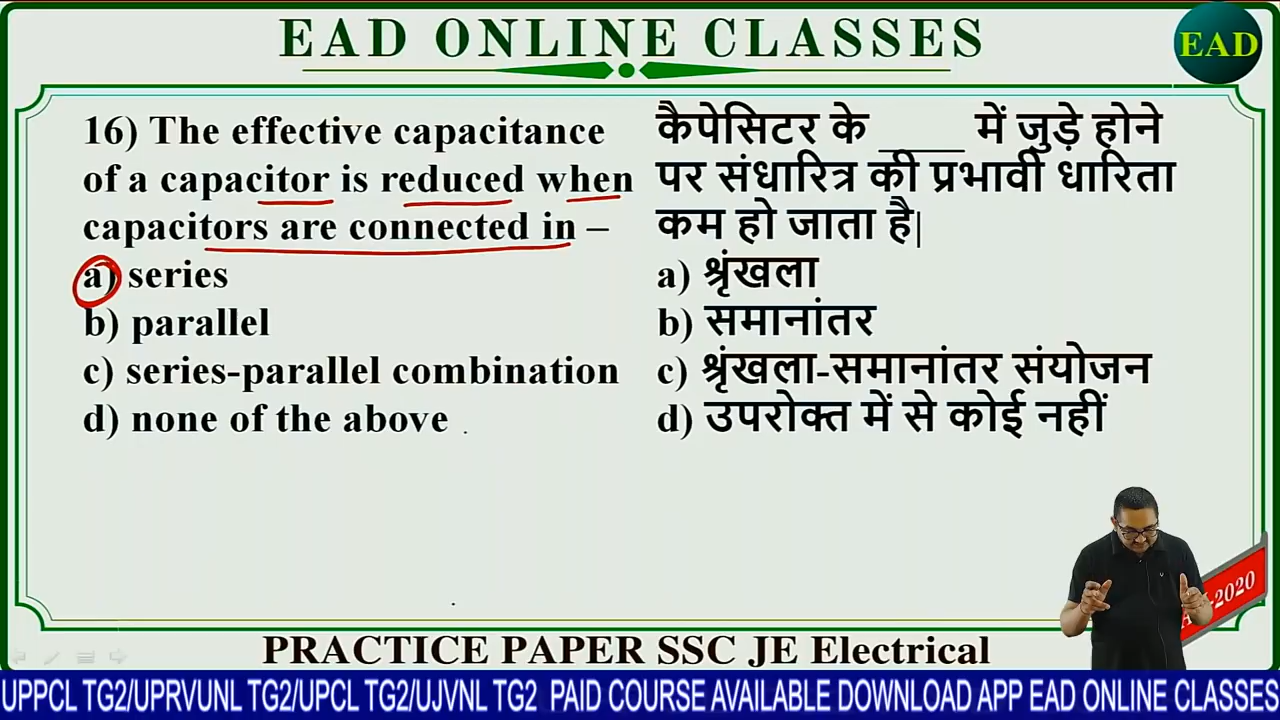 EAD ONLINE CLASSES
EAD
16) The effective capacitance
of a capacitor is reduced when
capacitors are connected in –
a) series
b) parallel
c) series-parallel combination
d) none of the above
कैपेसिटर के _____ में जुड़े होने
पर संधारित्र की प्रभावी धारिता
कम हो जाता है|
a) श्रृंखला
b) समानांतर
c) श्रृंखला-समानांतर संयोजन
d) उपरोक्त में से कोई नहीं
-2020
PRACTICE PAPER SSC JE Electrical
UPPCL TG2/UPRVUNL TG2/UPCL TG2/UJVNL TG2 PAID COURSE AVAILABLE DOWNLOAD APP EAD ONLINE CLASSES